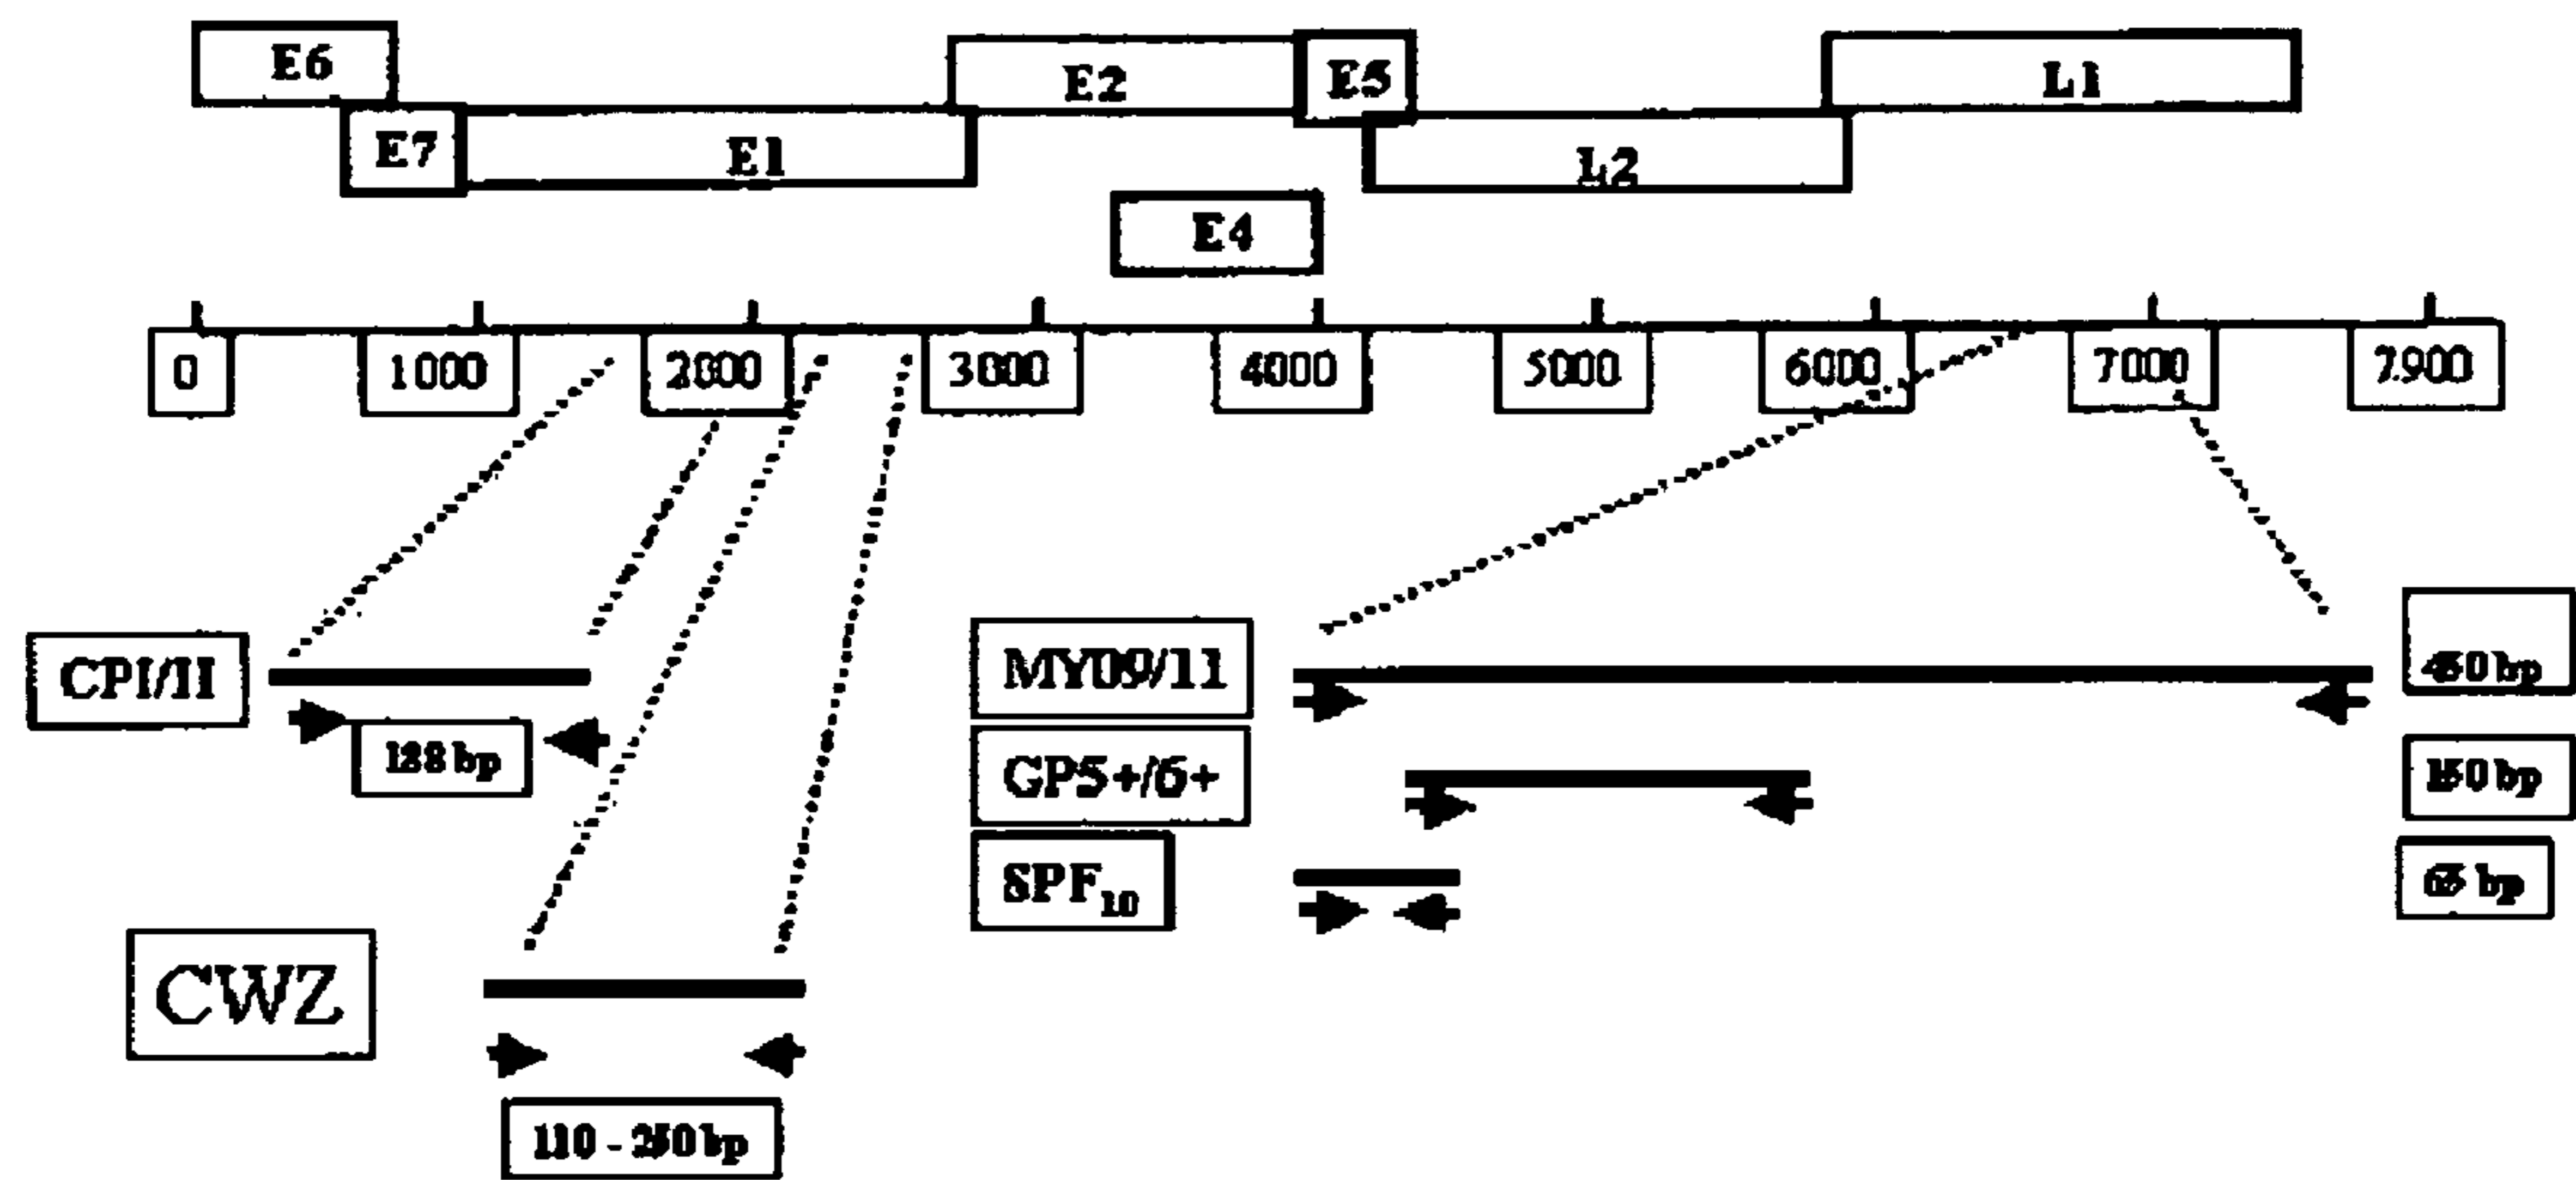 E6
E2
E5
L1
E7
E1
L2
E4
0
1000
2000
3000
4000
5000
6000
7000
7.900
CPI/II
188 bp
MY09/11
450 bp
GP5+/6+
150 bp
SPF10
65 bp
CWZ
110 - 250 bp